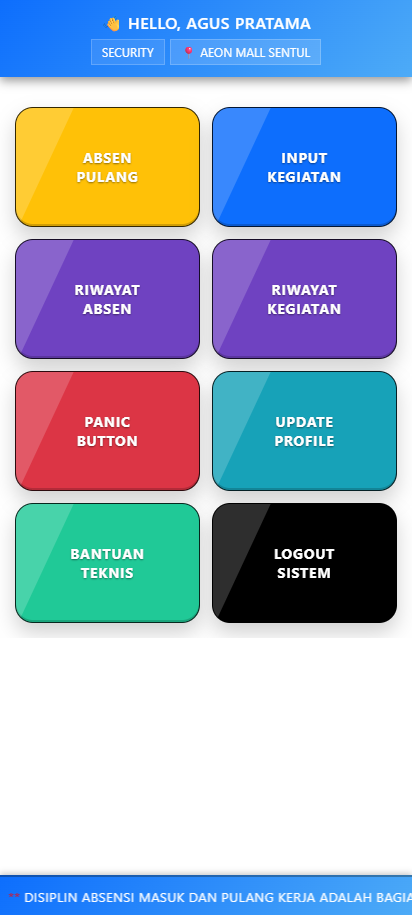 👋 HELLO, AGUS PRATAMA
SECURITY
📍 AEON MALL SENTUL
ABSEN
PULANG
INPUT
KEGIATAN
RIWAYAT
ABSEN
RIWAYAT
KEGIATAN
PANIC
BUTTON
UPDATE
PROFILE
BANTUAN
TEKNIS
LOGOUT
SISTEM
** DISIPLIN ABSENSI MASUK DAN PULANG KERJA ADALAH BAGIA